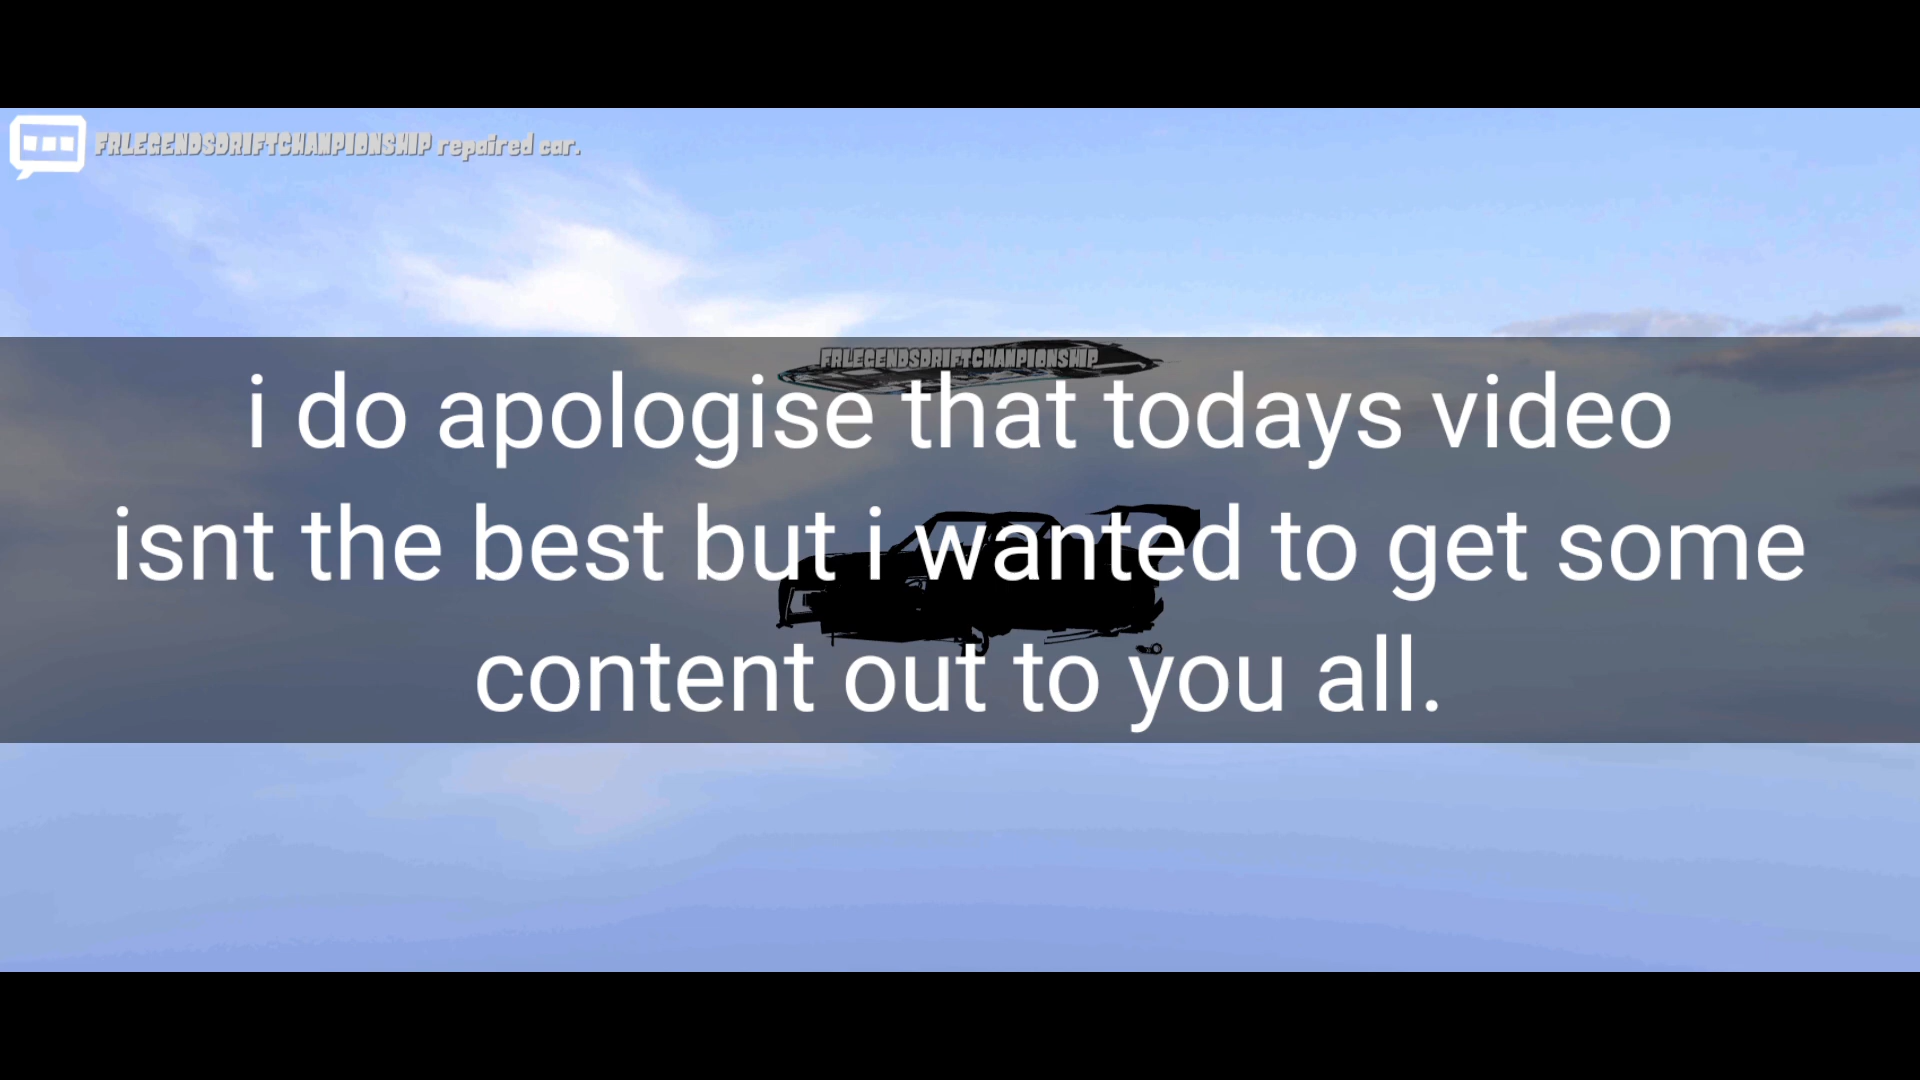 FRLEGENDSDRIFTCHAMPIONSHIP repaired car.
FRLEGENDSDRIFTCHAMPIONSHIP
i do apologise that todays video
isnt the best but i wanted to get some
content out to you all.